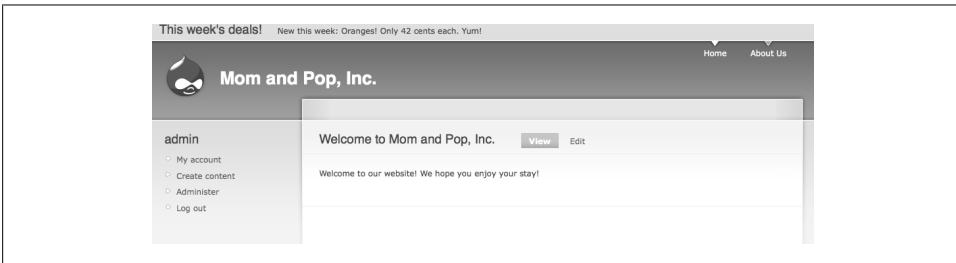 This week's deals! New this week: Oranges! Only 42 cents each. Yum!
Home About Us
Mom and Pop, Inc.
admin
My account
Create content
Administer
Log out
Welcome to Mom and Pop, Inc. View Edit
Welcome to our website! We hope you enjoy your stay!